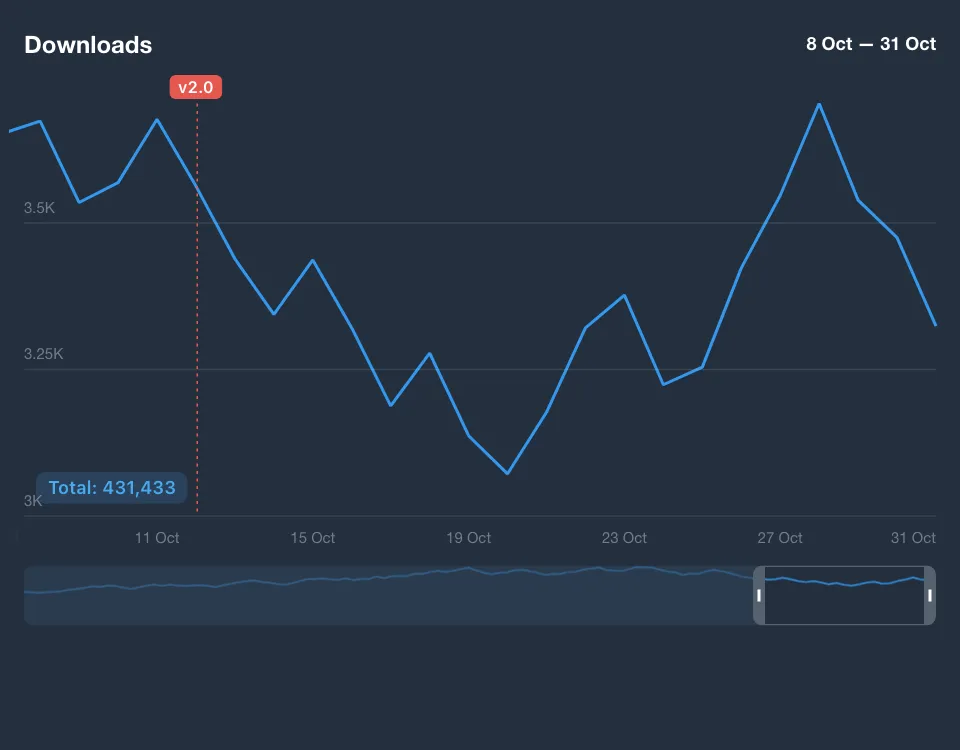 Downloads
8 Oct — 31 Oct
v2.0
3.5K
3.25K
Total: 431,433
3K
11 Oct
15 Oct
19 Oct
23 Oct
27 Oct
31 Oct